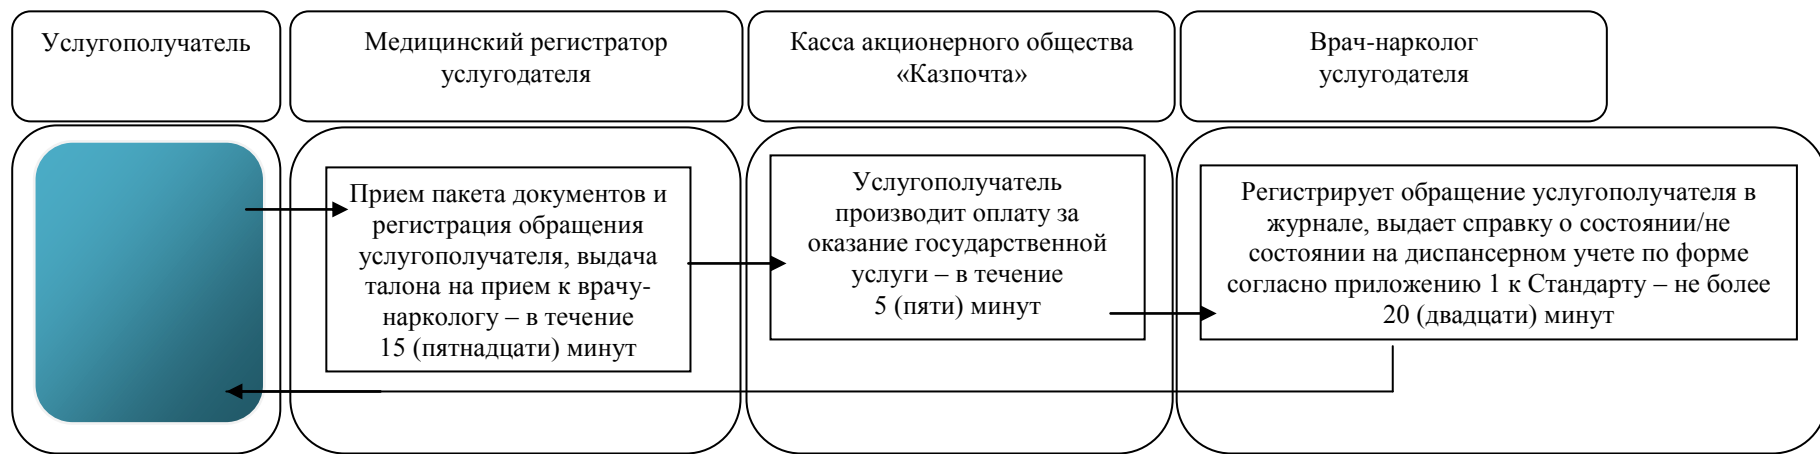 Услугополучатель
Медицинский регистратор
услугодателя
Касса акционерного общества
«Казпочта»
Врач-нарколог
услугодателя
Прием пакета документов и
регистрация обращения
услугополучателя, выдача
талона на прием к врачу-
наркологу – в течение
15 (пятнадцати) минут
Услугополучатель
производит оплату за
оказание государственной
услуги – в течение
5 (пяти) минут
Регистрирует обращение услугополучателя в
журнале, выдает справку о состоянии/не
состоянии на диспансерном учете по форме
согласно приложению 1 к Стандарту – не более
20 (двадцати) минут